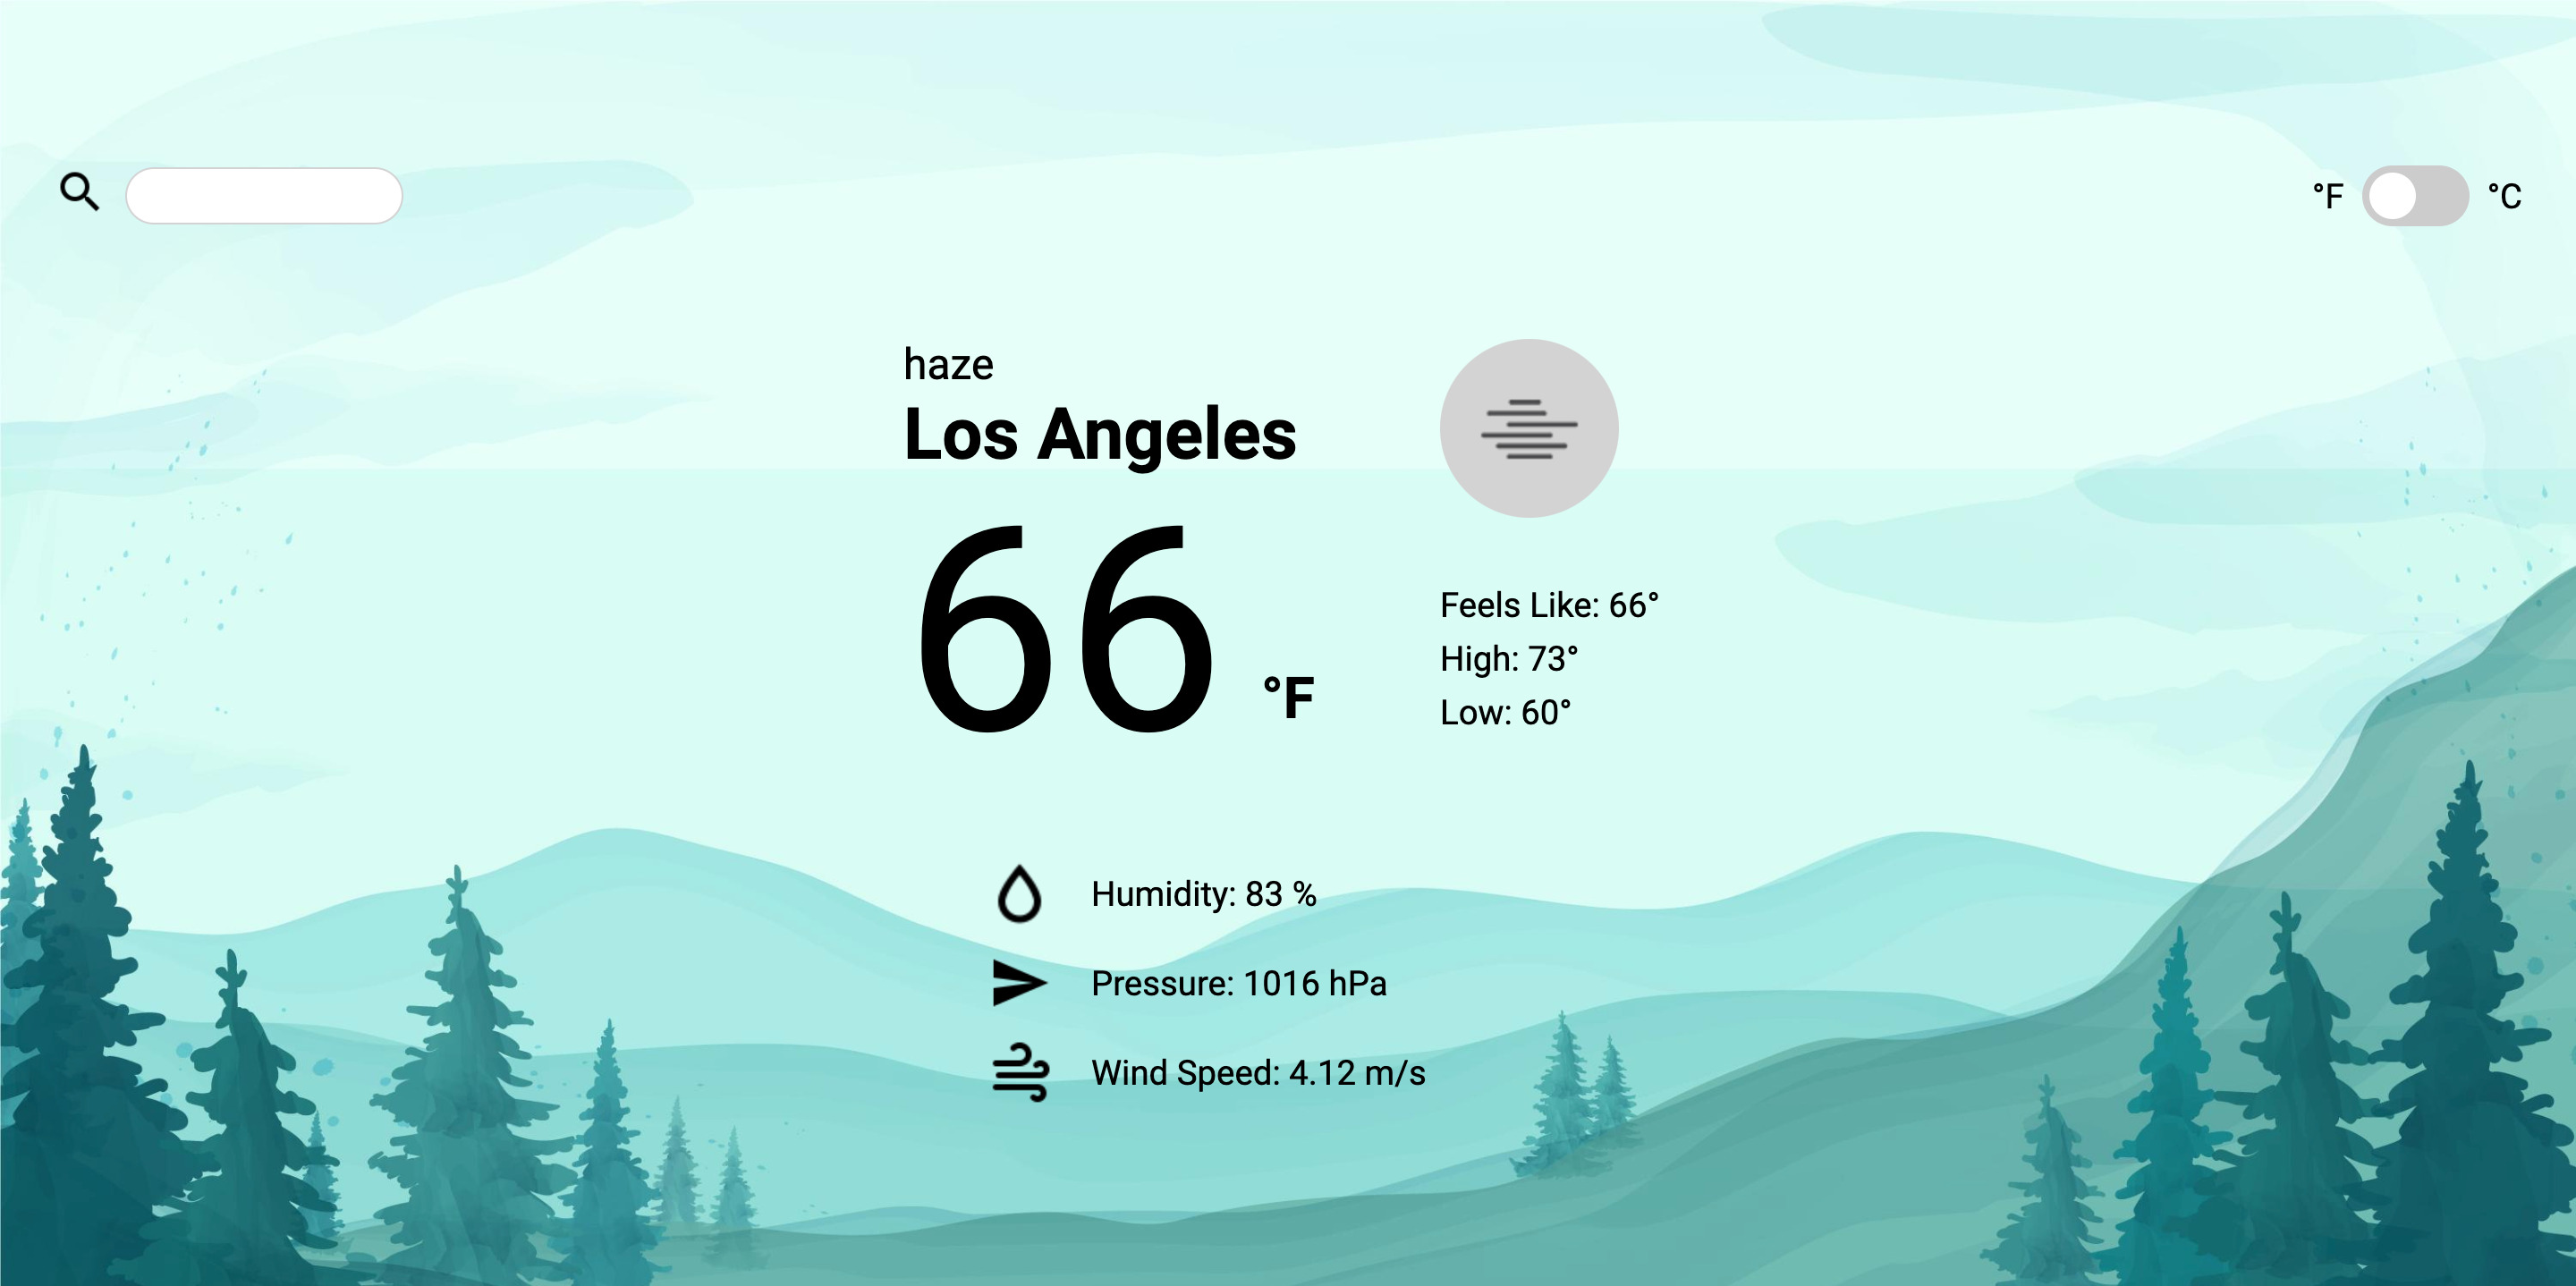 °F °C
haze
Los Angeles
66 °F
Feels Like: 66°
High: 73°
Low: 60°
Humidity: 83 %
Pressure: 1016 hPa
Wind Speed: 4.12 m/s